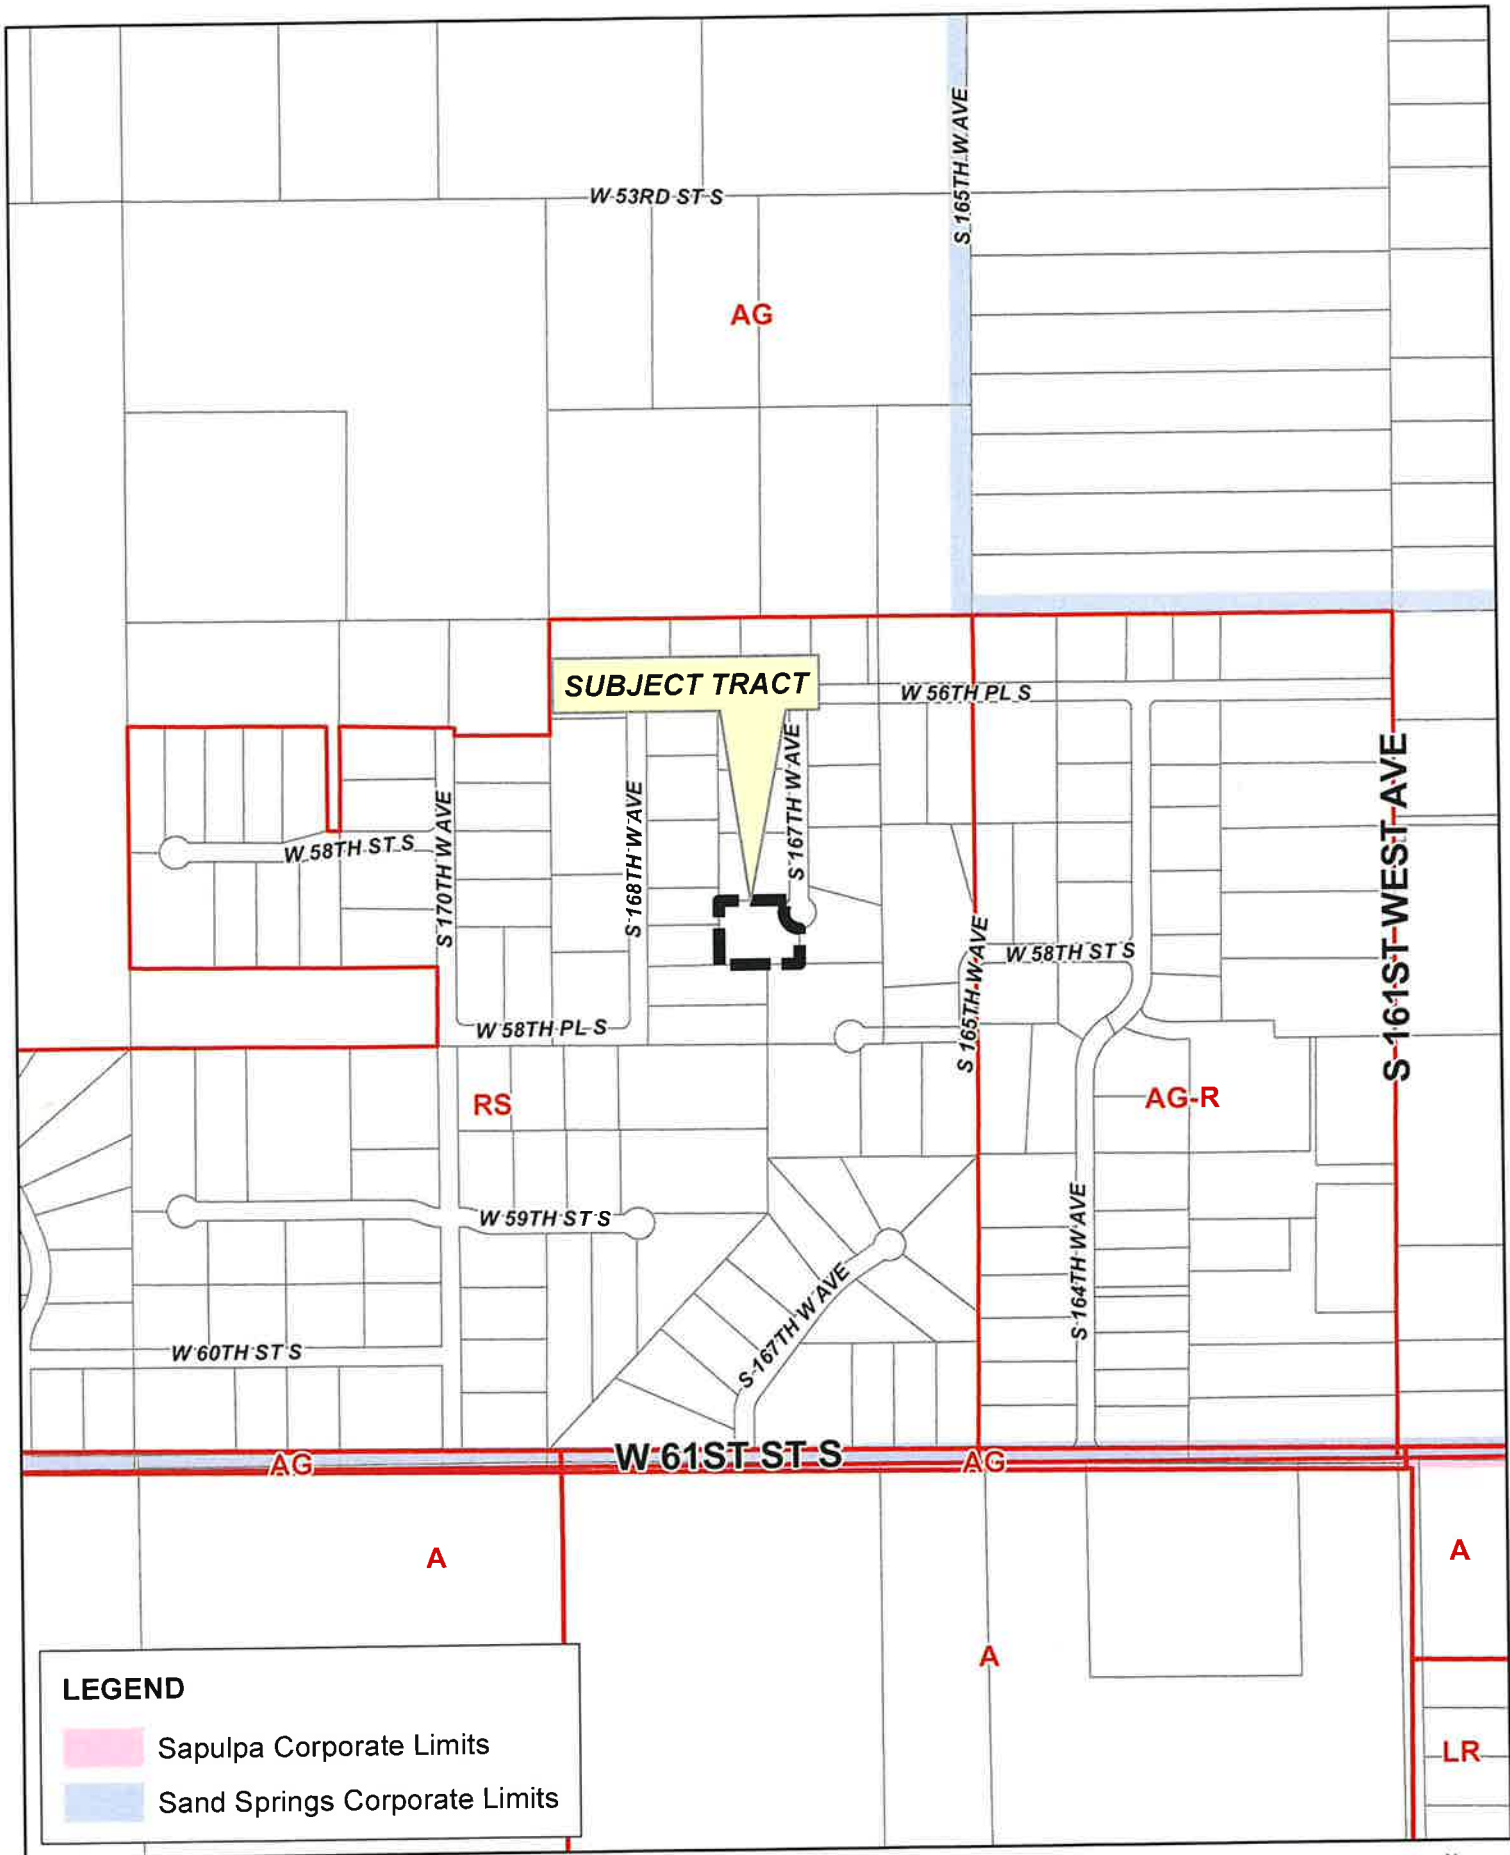 S 165TH W AVE
W 53RD ST S
AG
SUBJECT TRACT
W 56TH PL S
S 161ST WEST AVE
S 167TH W AVE
S 168TH W AVE
S 170TH W AVE
W 58TH ST S
S 165TH W AVE
W 58TH ST S
W 58TH PL S
RS
AG-R
S 164TH W AVE
W 59TH ST S
S 167TH W AVE
W 60TH ST S
W 61ST ST S
AG
AG
A
A
A
LR
LEGEND
Sapulpa Corporate Limits
Sand Springs Corporate Limits